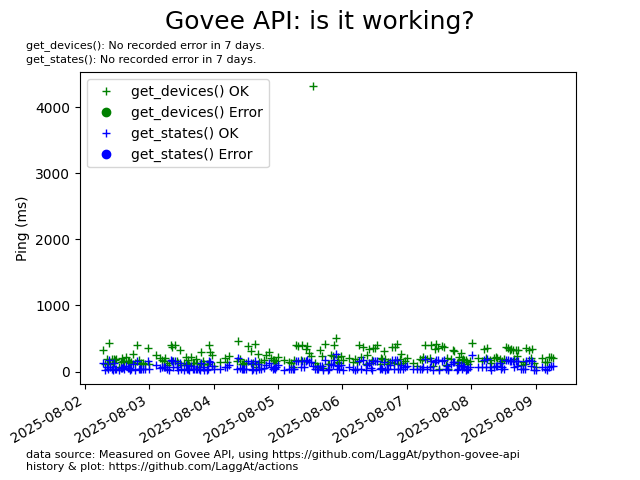 Govee API: is it working?
get_devices(): No recorded error in 7 days.
get_states(): No recorded error in 7 days.
get_devices() OK
get_devices() Error
get_states() OK
get_states() Error
Ping (ms)
4000
3000
2000
1000
0
2025-08-02
2025-08-03
2025-08-04
2025-08-05
2025-08-06
2025-08-07
2025-08-08
2025-08-09
data source: Measured on Govee API, using https://github.com/LaggAt/python-govee-api
history & plot: https://github.com/LaggAt/actions